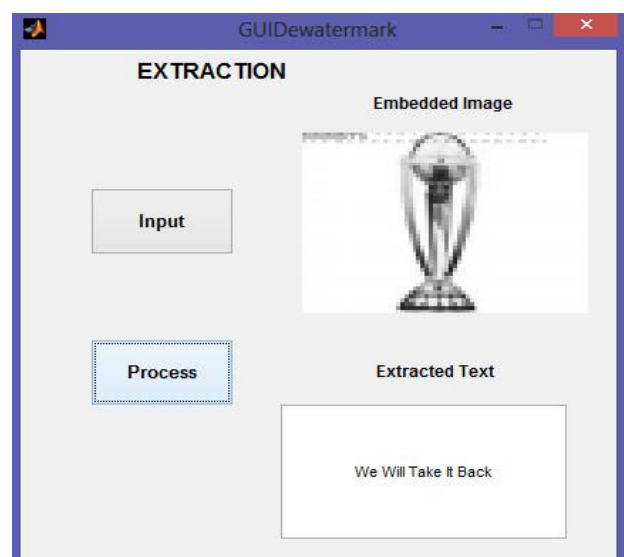 GUIDewatermark
EXTRACTION
Embedded Image
Input
Process
Extracted Text
We Will Take It Back